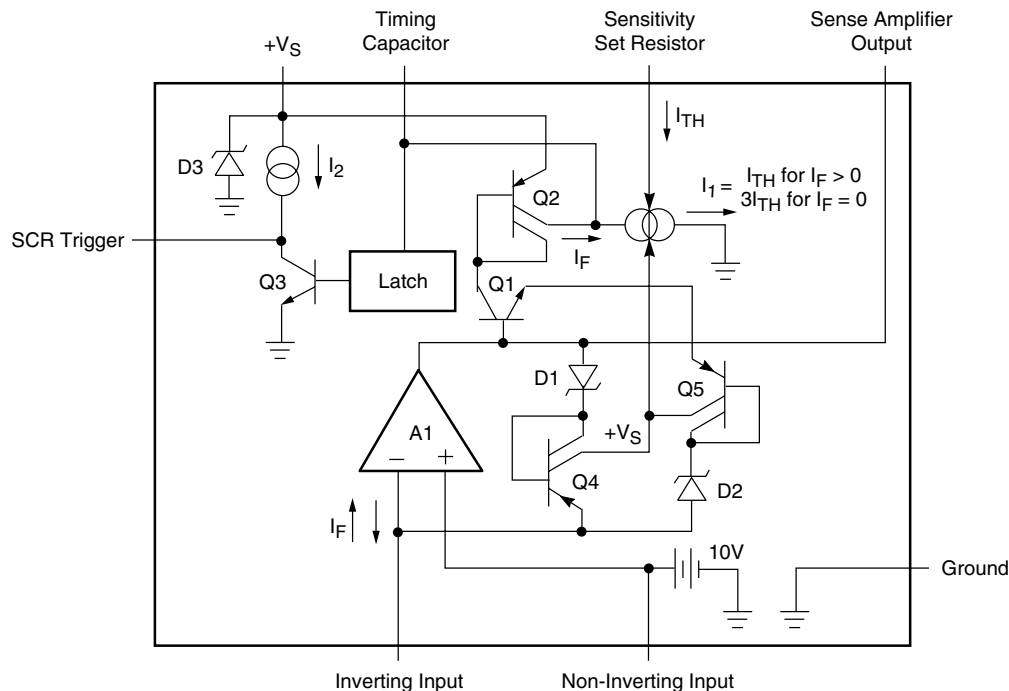 Timing
Capacitor
Sensitivity
Set Resistor
Sense Amplifier
Output
+VS
ITH
D3
I2
Q2
I1 = ITH for IF > 0
3ITH for IF = 0
SCR Trigger
IF
Q3
Latch
Q1
D1
Q5
A1
+VS
− +
Q4
D2
IF
10V
Ground
Inverting Input
Non-Inverting Input